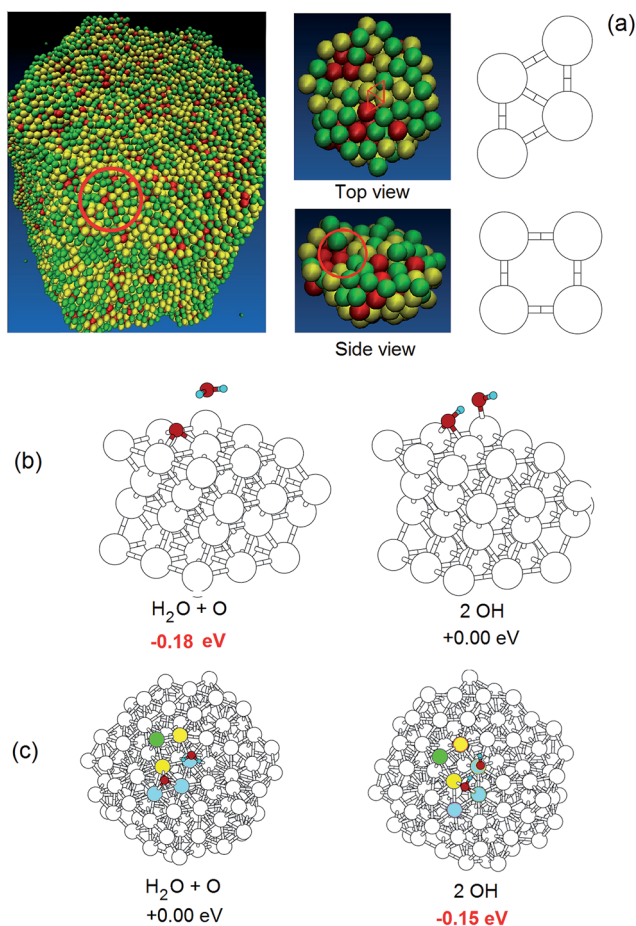 (a)
Top view
Side view
(b)
H₂O + O
-0.18 eV
2 OH
+0.00 eV
(c)
H₂O + O
+0.00 eV
2 OH
-0.15 eV